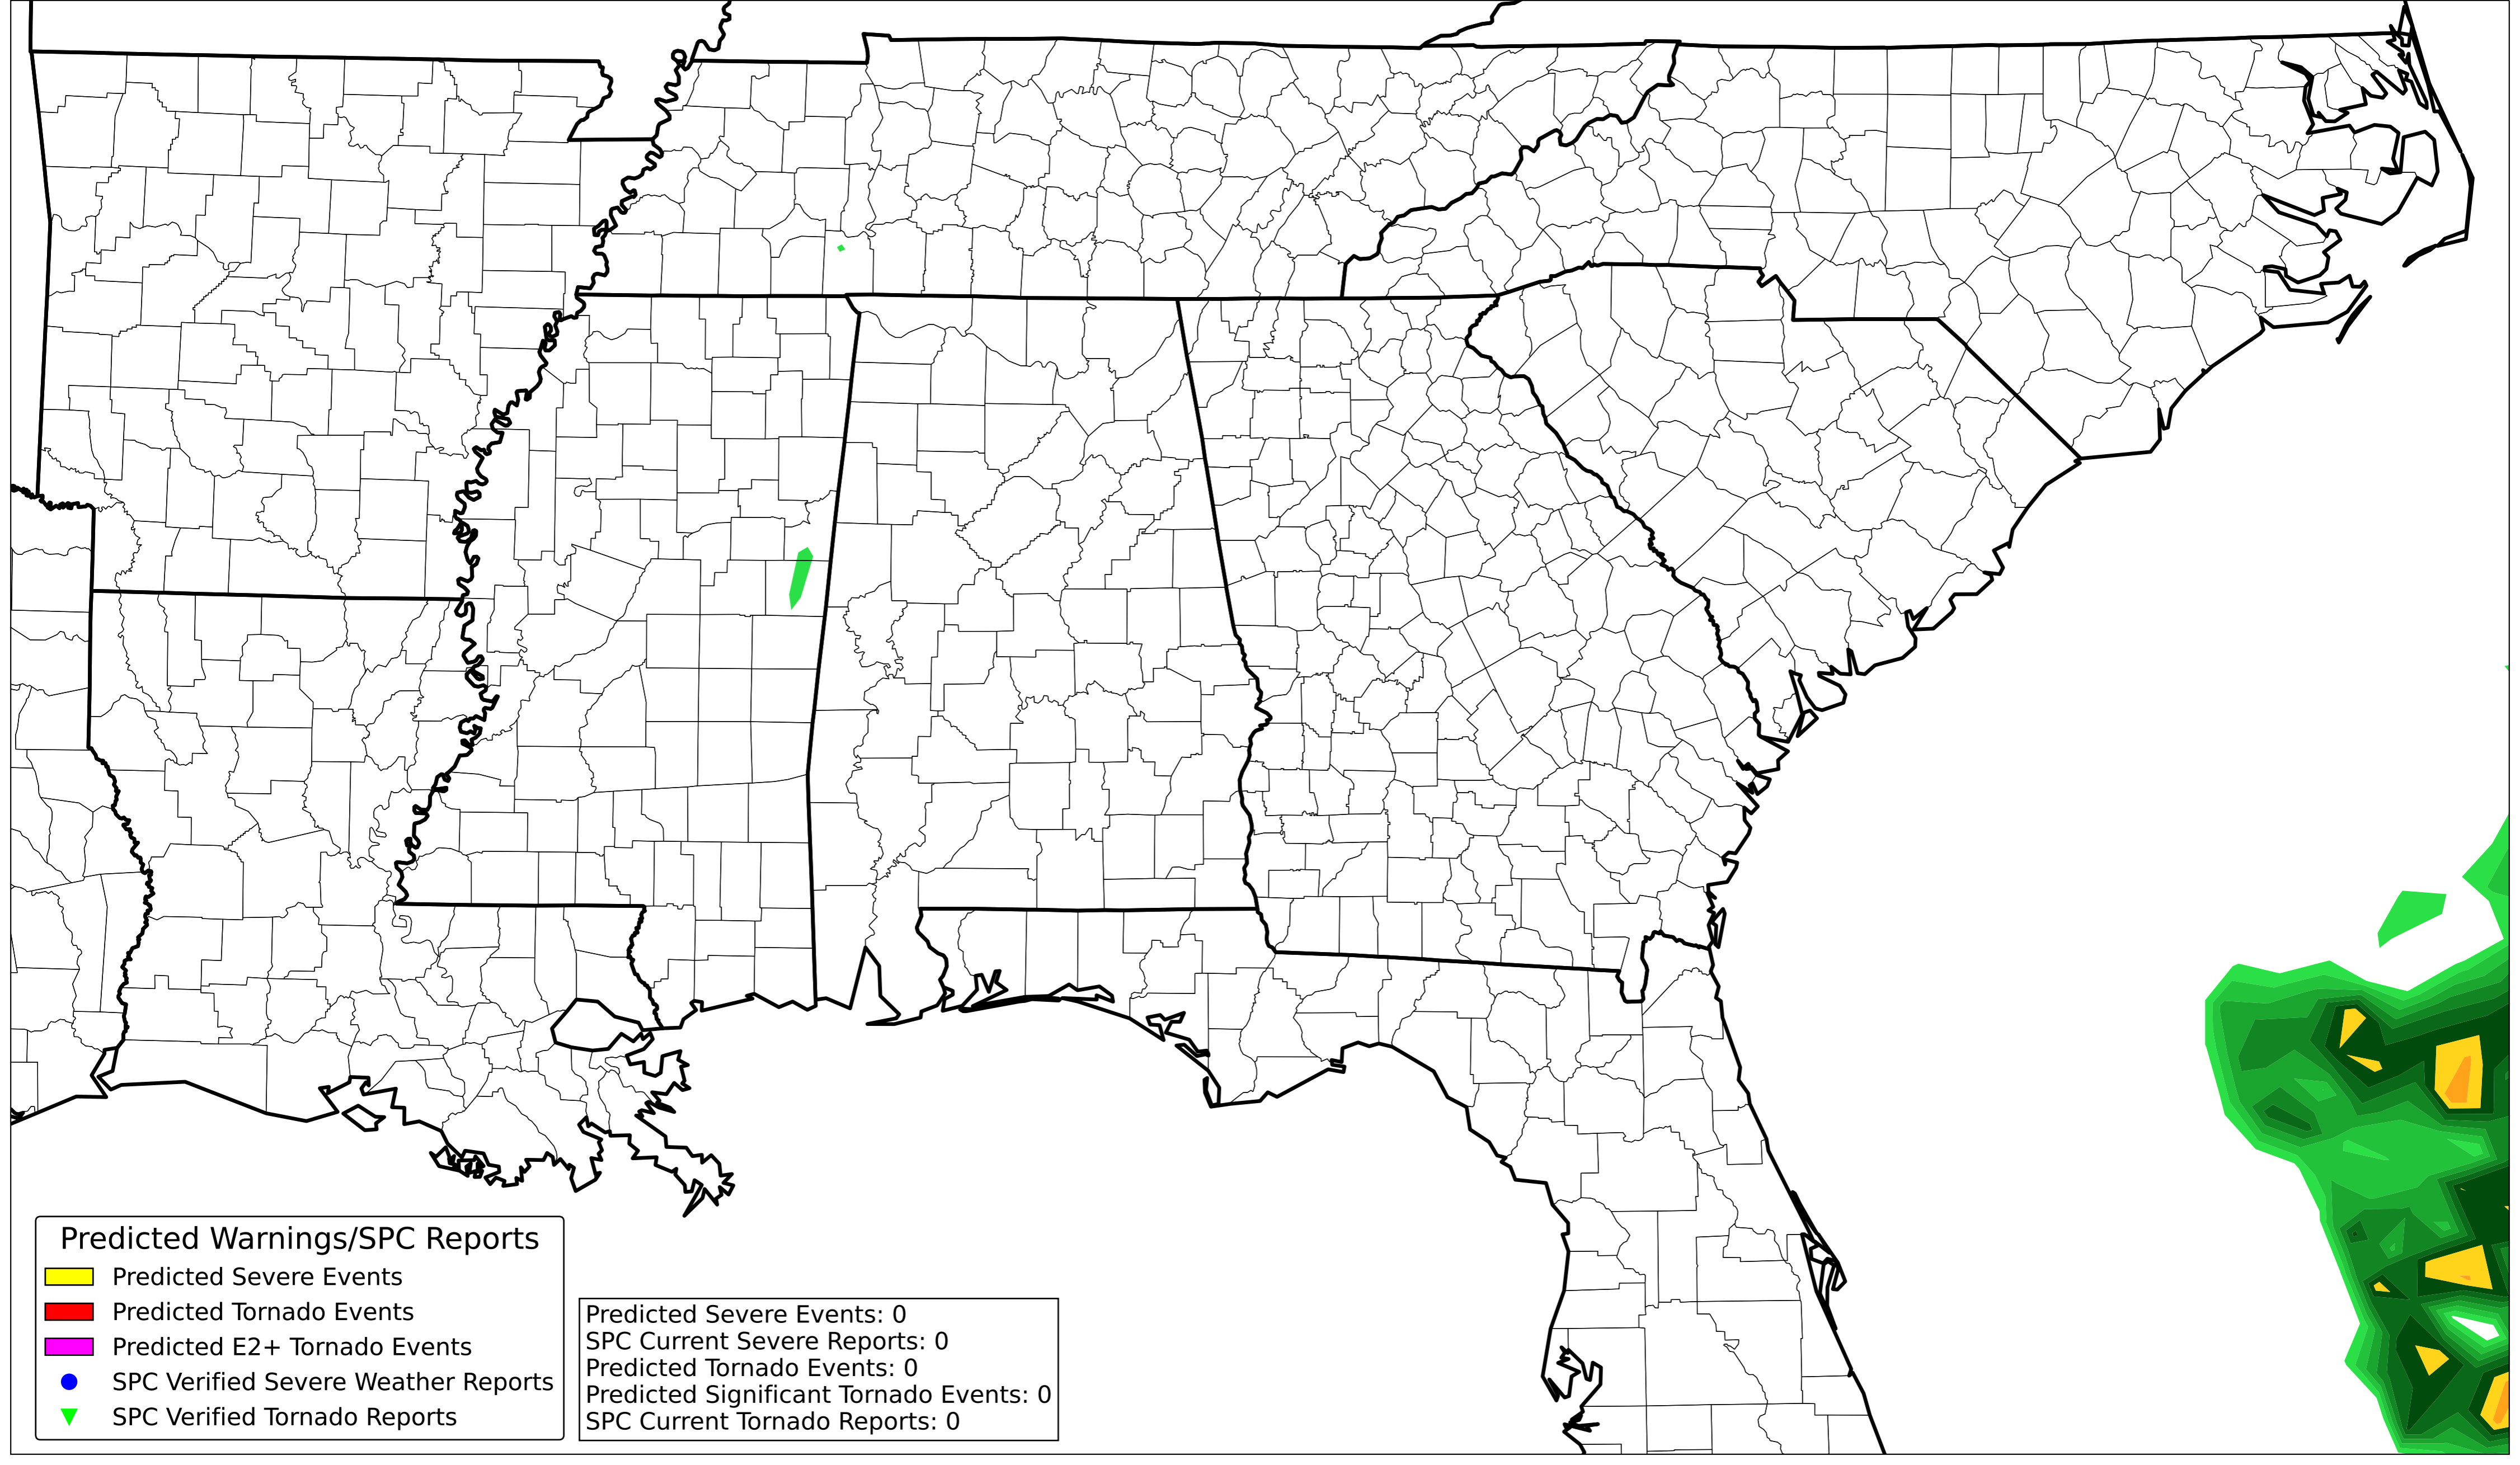 Predicted Warnings/SPC Reports
Predicted Severe Events
Predicted Tornado Events
Predicted E2+ Tornado Events
SPC Verified Severe Weather Reports
SPC Verified Tornado Reports
Predicted Severe Events: 0
SPC Current Severe Reports: 0
Predicted Tornado Events: 0
Predicted Significant Tornado Events: 0
SPC Current Tornado Reports: 0